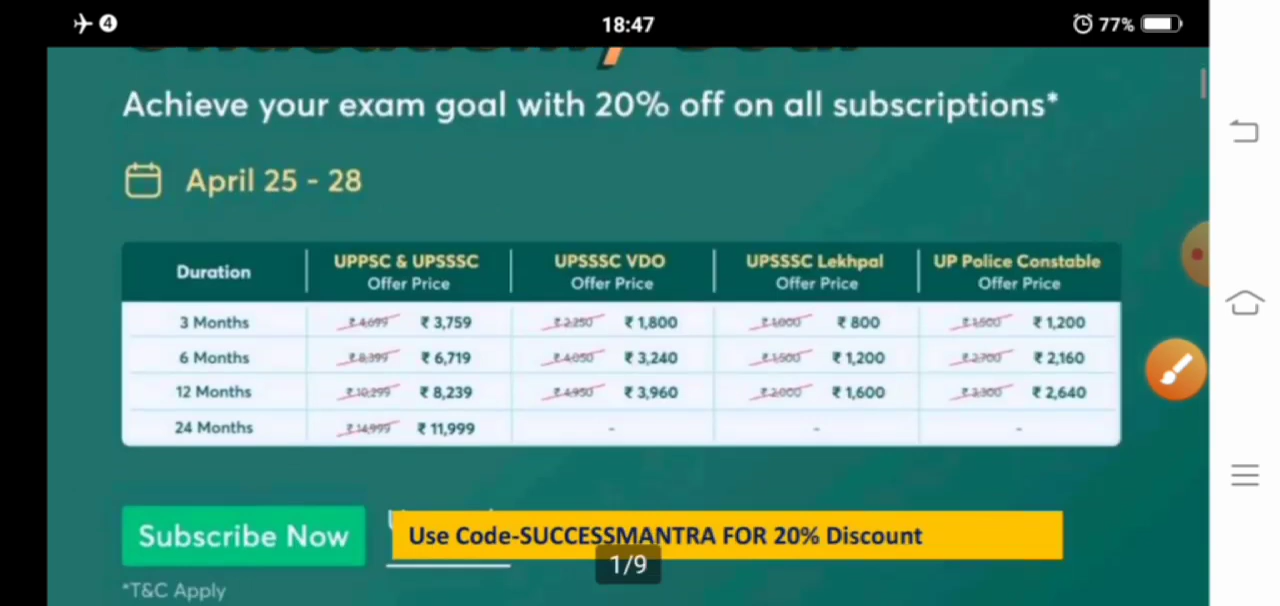 4 18:47 77%
Achieve your exam goal with 20% off on all subscriptions*
April 25 - 28
Duration UPPSC & UPSSSC Offer Price UPSSSC VDO Offer Price UPSSSC Lekhpal Offer Price UP Police Constable Offer Price
3 Months ₹ 4,699 ₹ 3,759 ₹ 2,250 ₹ 1,800 ₹ 1,000 ₹ 800 ₹ 1,500 ₹ 1,200
6 Months ₹ 8,399 ₹ 6,719 ₹ 4,050 ₹ 3,240 ₹ 1,500 ₹ 1,200 ₹ 2,700 ₹ 2,160
12 Months ₹ 10,299 ₹ 8,239 ₹ 4,950 ₹ 3,960 ₹ 2,000 ₹ 1,600 ₹ 3,300 ₹ 2,640
24 Months ₹ 14,999 ₹ 11,999 - - -
Subscribe Now Use Code-SUCCESSMANTRA FOR 20% Discount
1/9
*T&C Apply